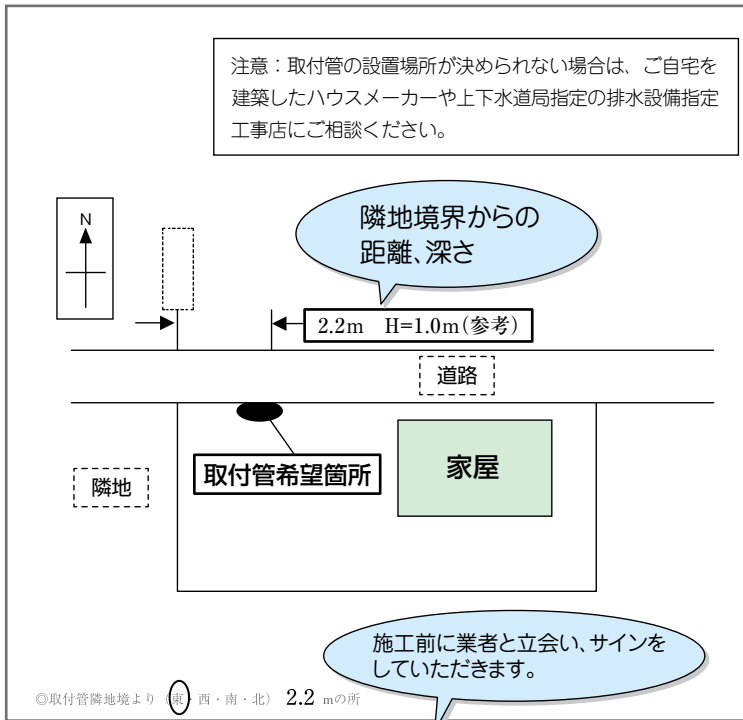 注意：取付管の設置場所が決められない場合は、ご自宅を
建築したハウスメーカーや上下水道局指定の排水設備指定
工事店にご相談ください。
N
隣地境界からの
距離、深さ
2.2m　H=1.0m(参考)
道路
取付管希望箇所
家屋
隣地
施工前に業者と立会い、サインを
していただきます。
◎取付管隣地境より（東・西・南・北） 2.2 mの所